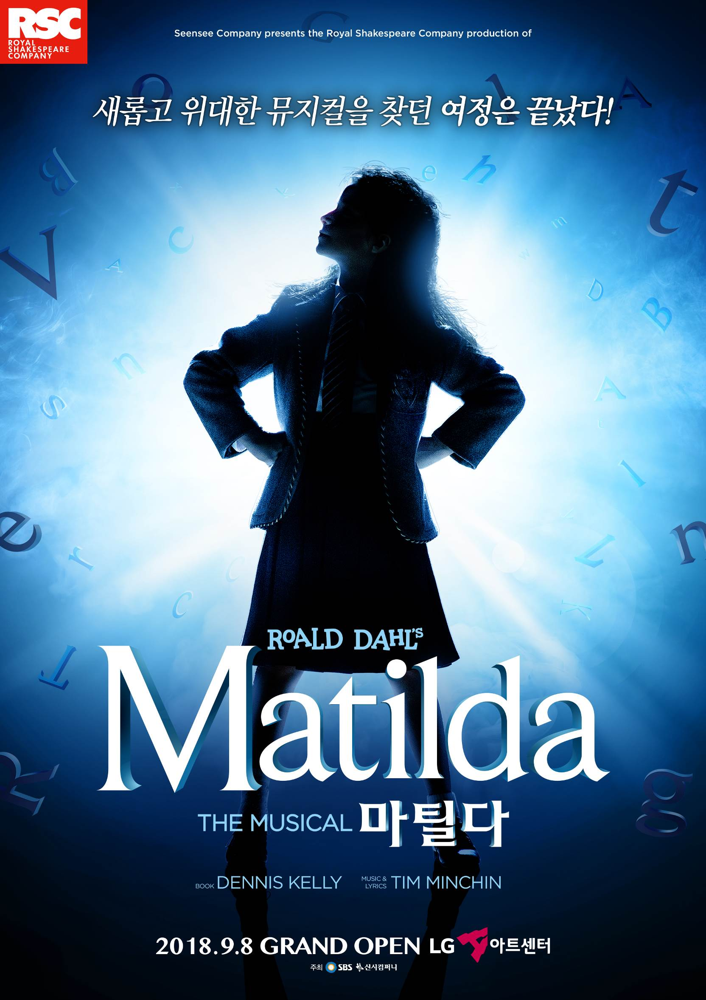 RSC
ROYAL
SHAKESPEARE
COMPANY
Seensee Company presents the Royal Shakespeare Company production of
새롭고 위대한 뮤지컬을 찾던 여정은 끝났다!
ROALD DAHL'S
Matilda
THE MUSICAL 마틸다
BOOK DENNIS KELLY MUSIC & LYRICS TIM MINCHIN
2018.9.8 GRAND OPEN LG 아트센터
주최 SBS 신시컴퍼니